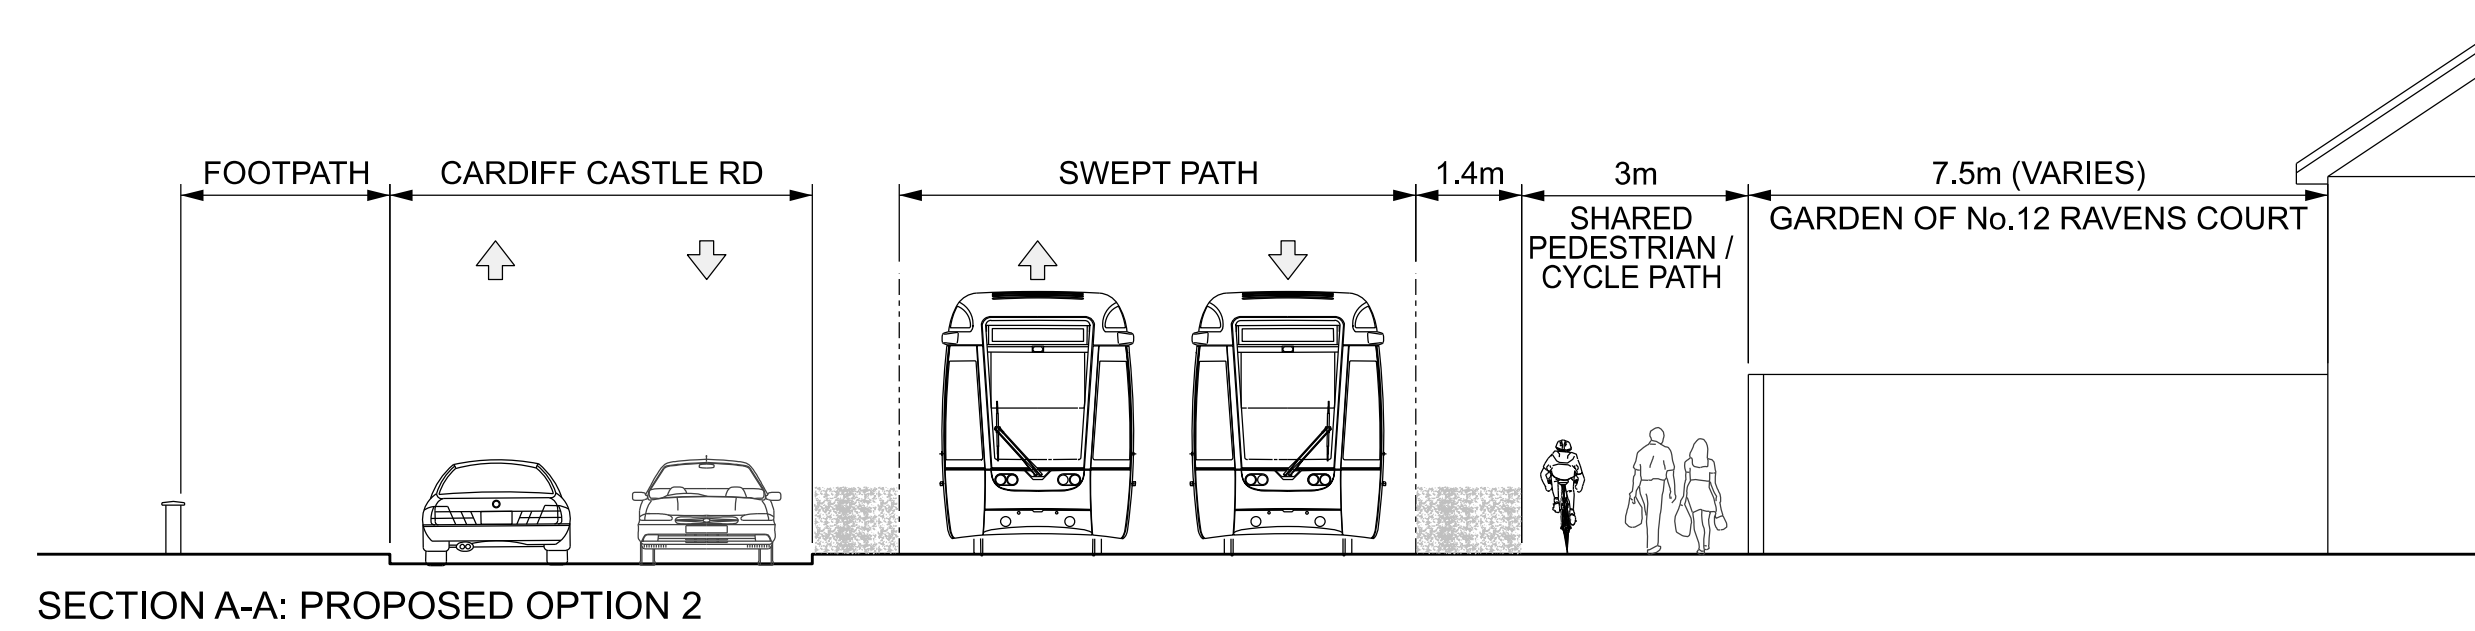 FOOTPATH
CARDIFF CASTLE RD
SWEPT PATH
1.4m
3m
7.5m (VARIES)
SHARED
PEDESTRIAN /
CYCLE PATH
GARDEN OF No.12 RAVENS COURT
SECTION A-A: PROPOSED OPTION 2